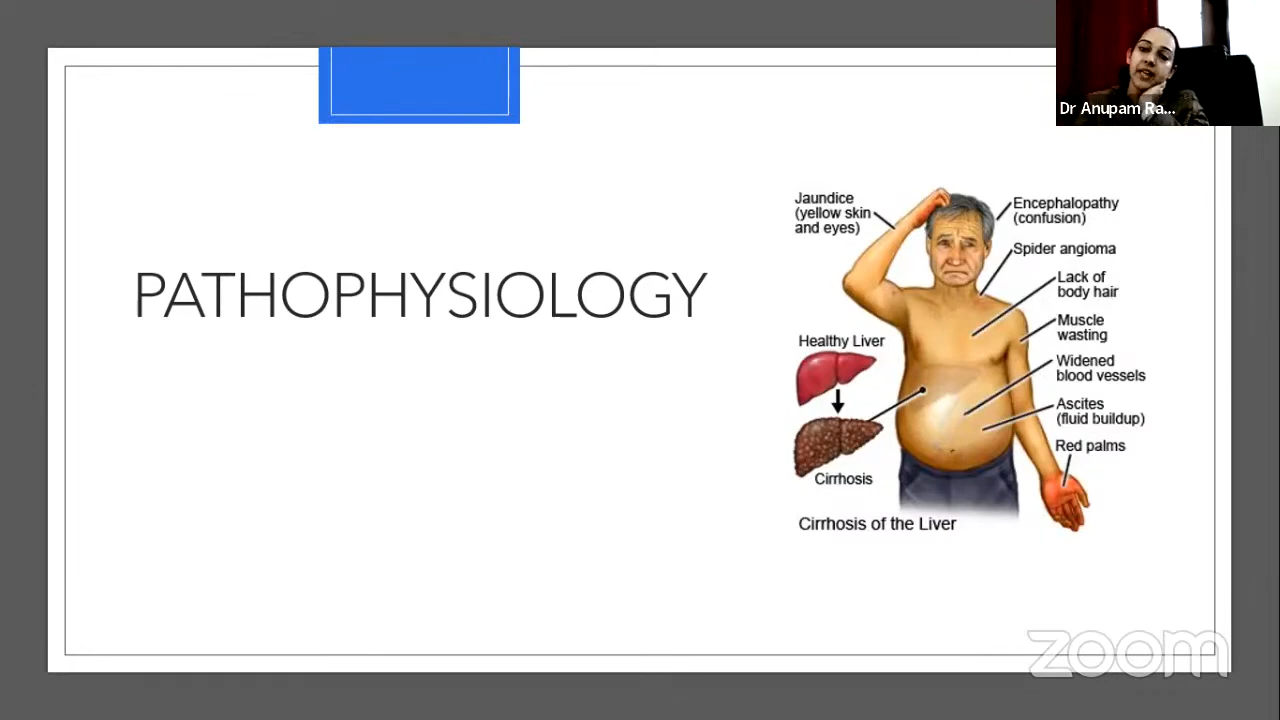 Dr Anupam Ra...
PATHOPHYSIOLOGY
Jaundice
(yellow skin
and eyes)
Encephalopathy
(confusion)
Spider angioma
Lack of
body hair
Muscle
wasting
Healthy Liver
Widened
blood vessels
Ascites
(fluid buildup)
Red palms
Cirrhosis
Cirrhosis of the Liver
zoom